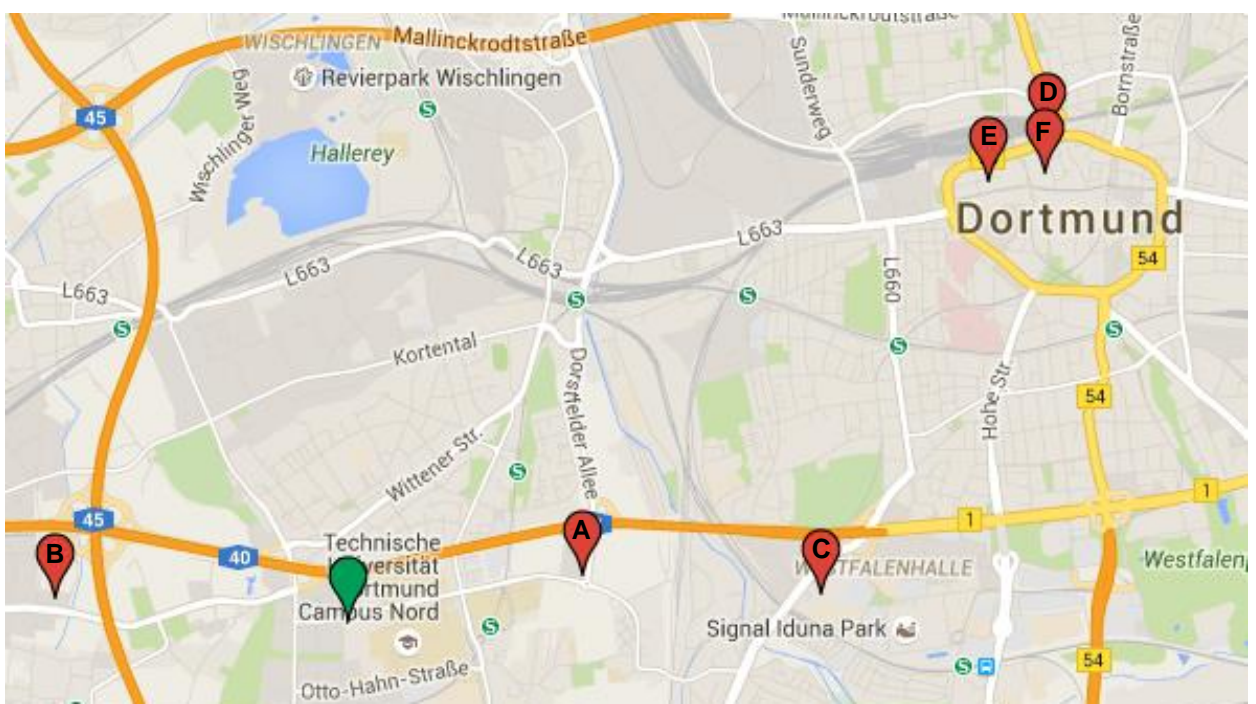 Mallinckrodtstraße
WISCHLINGEN
Mallinckrodtstraße
Sunderweg
Bornstraße
Revierpark Wischlingen
S
D
45
Wischlinger Weg
E
F
Hallerey
Dortmund
L663
L663
L663
54
L663
L660
S
S
S
S
S
Kortental
Dorstfelder Allee
Hohe Str.
54
Wittener Str.
S
1
45
1
A
B
40
C
Technische
Universität
Dortmund
Campus Nord
WESTFALENHALLE
Westfalenp
Signal Iduna Park
S
Otto-Hahn-Straße
S
54